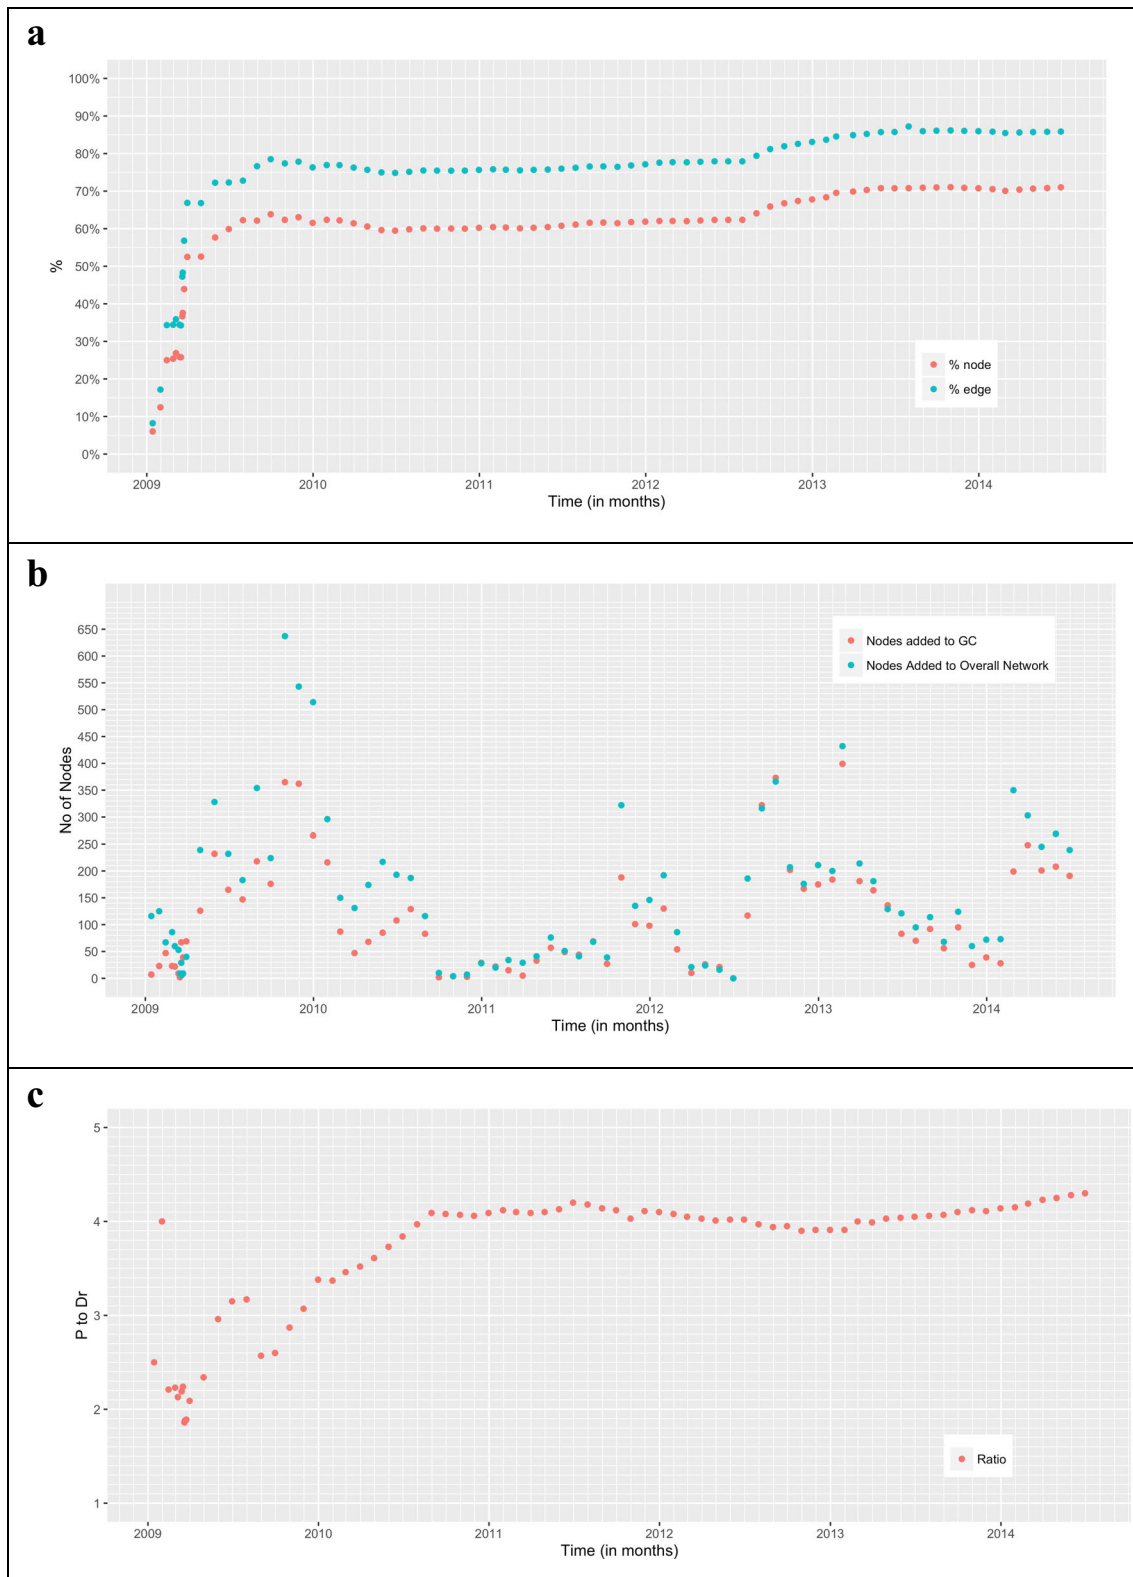 a
100%
90%
80%
70%
60%
50%
40%
30%
20%
10%
0%
%
% node
% edge
2009 2010 2011 2012 2013 2014
Time (in months)
b
650
600
550
500
450
400
350
300
250
200
150
100
50
0
No of Nodes
Nodes added to GC
Nodes Added to Overall Network
2009 2010 2011 2012 2013 2014
Time (in months)
c
5
4
3
2
1
P to Dr
Ratio
2009 2010 2011 2012 2013 2014
Time (in months)